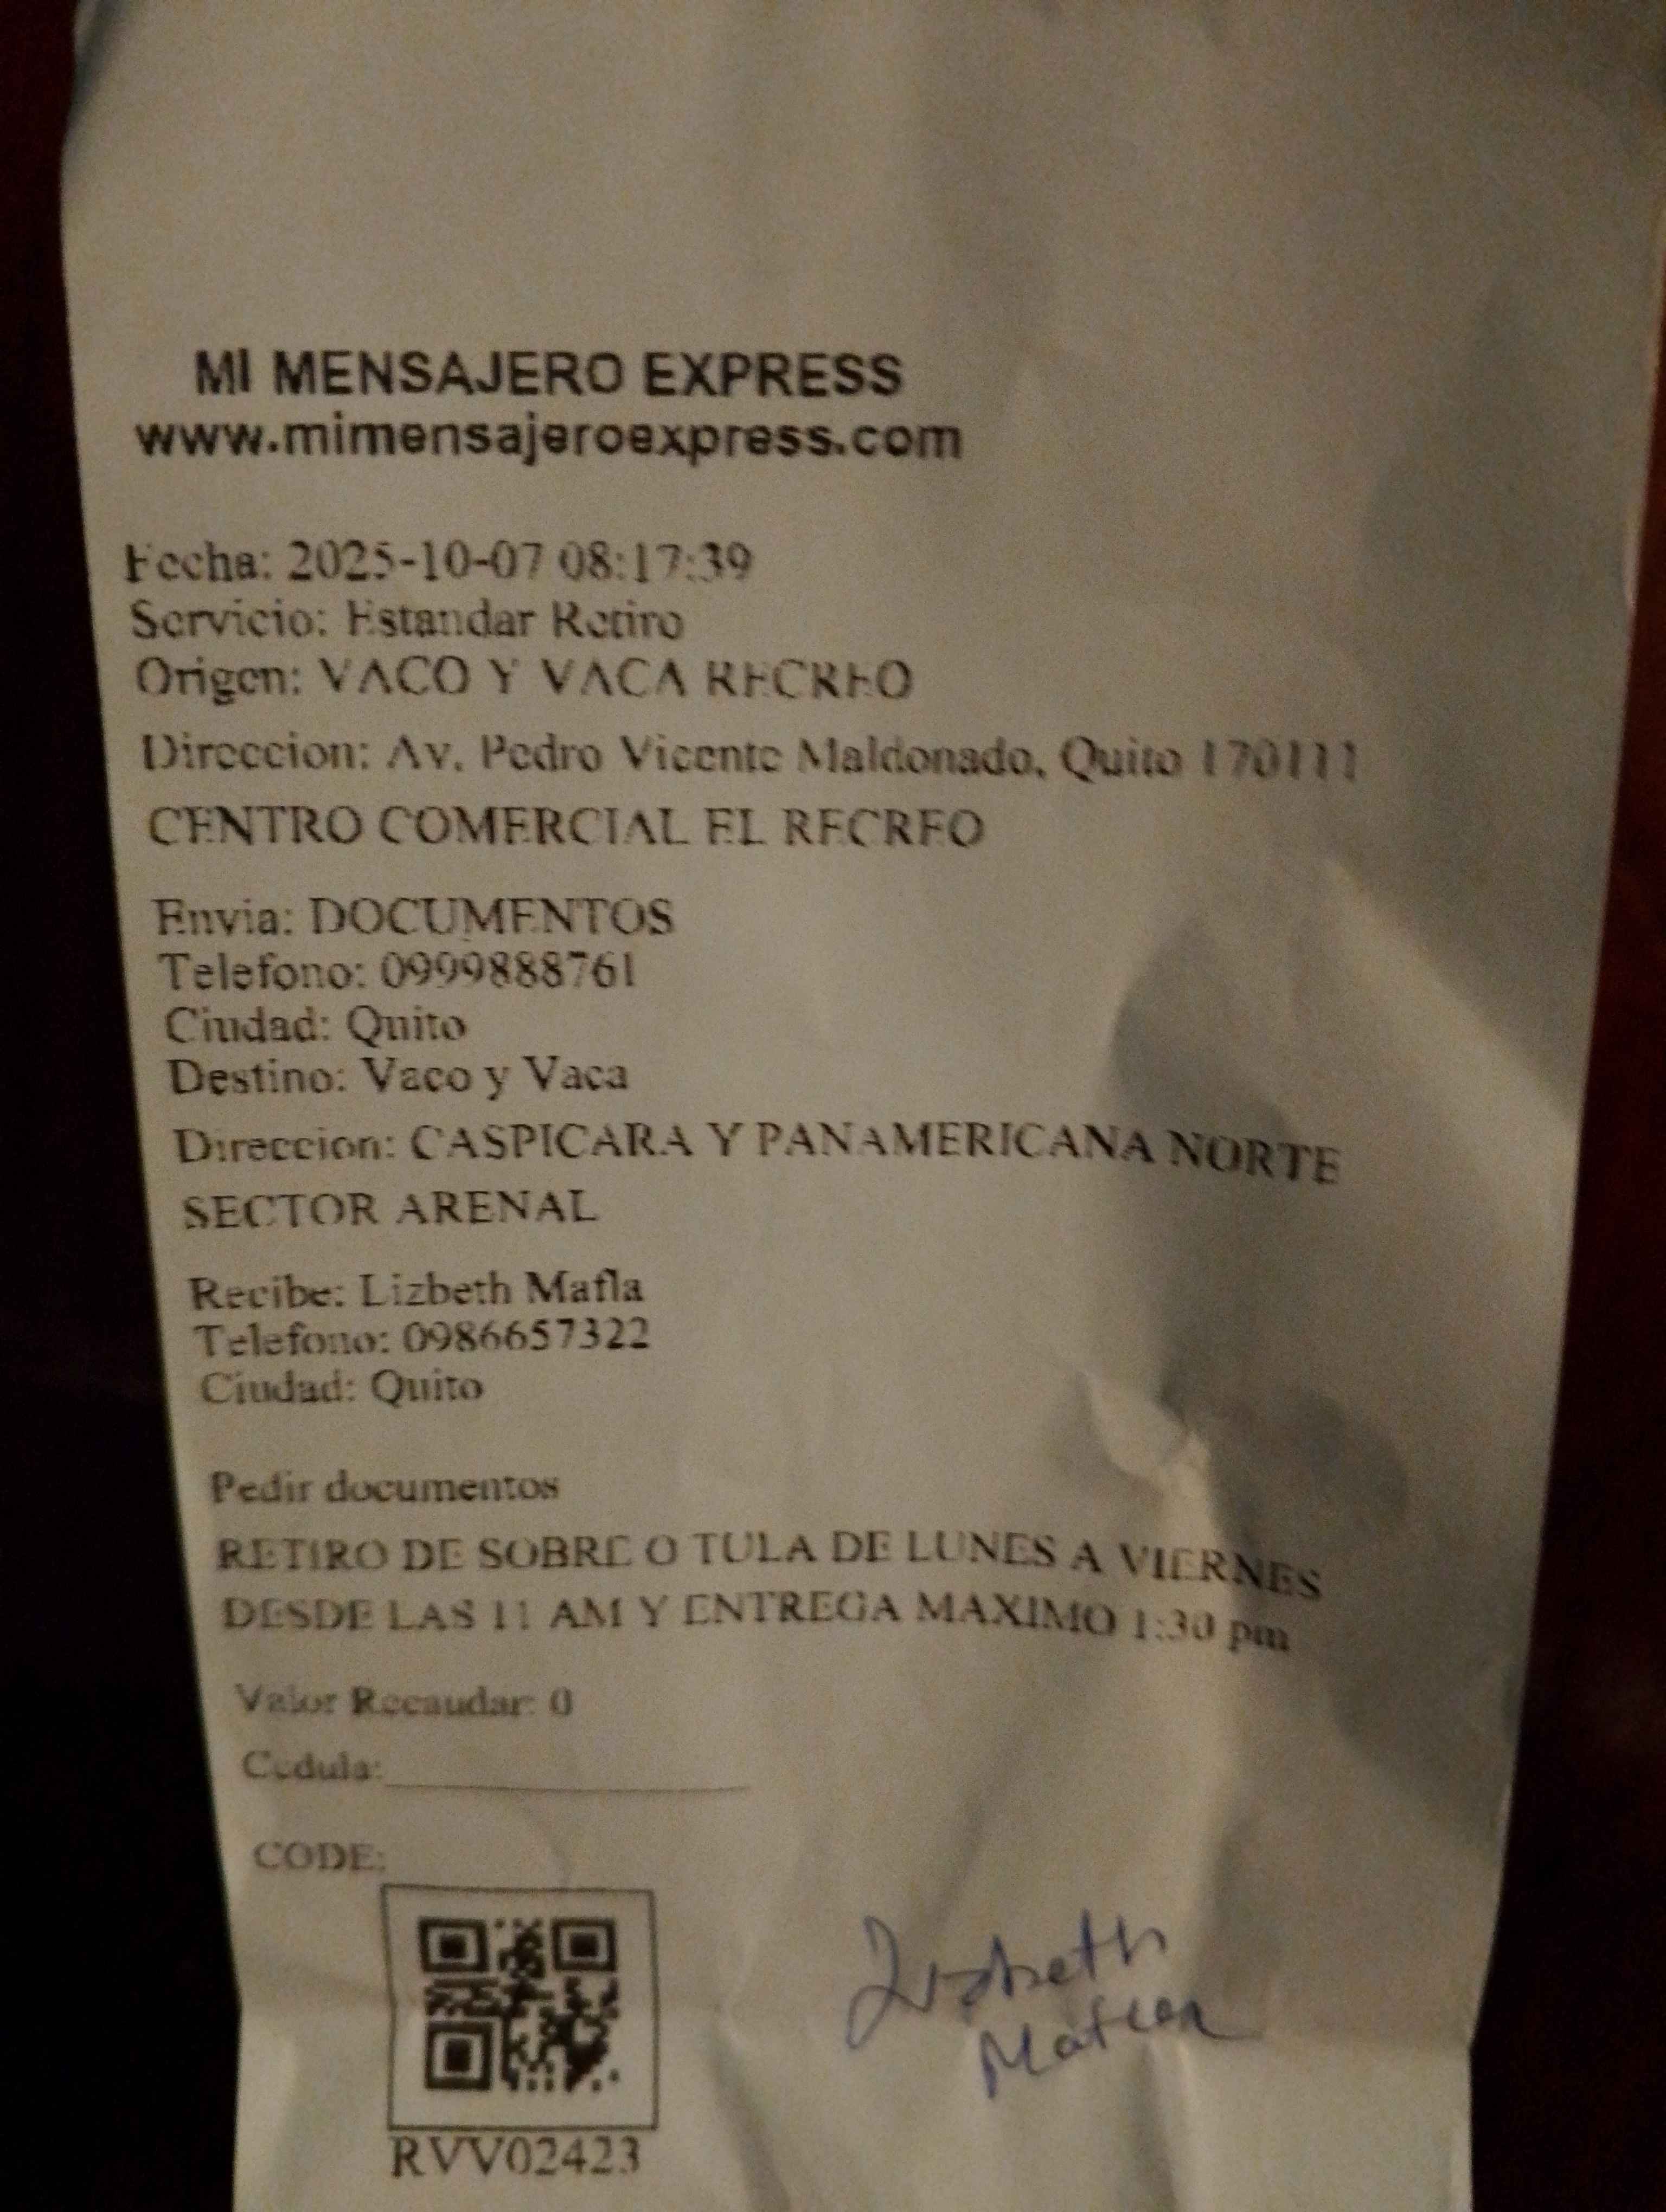 MI MENSAJERO EXPRESS
www.mimensajeroexpress.com
Fecha: 2025-10-07 08:17:39
Servicio: Estandar Retiro
Origen: VACO Y VACA RECREO
Direccion: Av. Pedro Vicente Maldonado, Quito 170111
CENTRO COMERCIAL EL RECREO
Envia: DOCUMENTOS
Telefono: 0999888761
Ciudad: Quito
Destino: Vaco y Vaca
Direccion: CASPICARA Y PANAMERICANA NORTE
SECTOR ARENAL
Recibe: Lizbeth Mafla
Telefono: 0986657322
Ciudad: Quito
Pedir documentos
RETIRO DE SOBRE O TULA DE LUNES A VIERNES
DESDE LAS 11 AM Y ENTREGA MAXIMO 1:30 pm
Valor Recaudar: 0
Cedula:
CODE:
Lizbeth
RVV02423